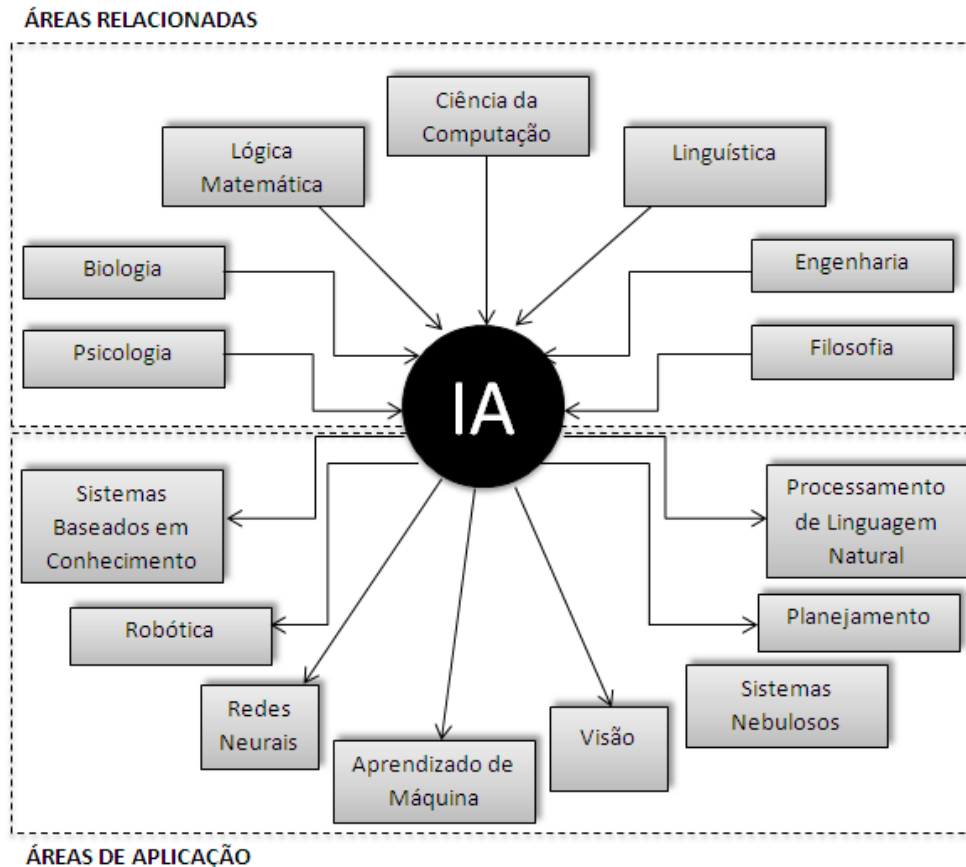 ÁREAS RELACIONADAS
Ciência da
Computação
Lógica
Matemática
Linguística
Biologia
Engenharia
Psicologia
Filosofia
IA
Sistemas
Baseados em
Conhecimento
Processamento
de Linguagem
Natural
Robótica
Planejamento
Redes
Neurais
Aprendizado de
Máquina
Visão
Sistemas
Nebulosos
ÁREAS DE APLICAÇÃO